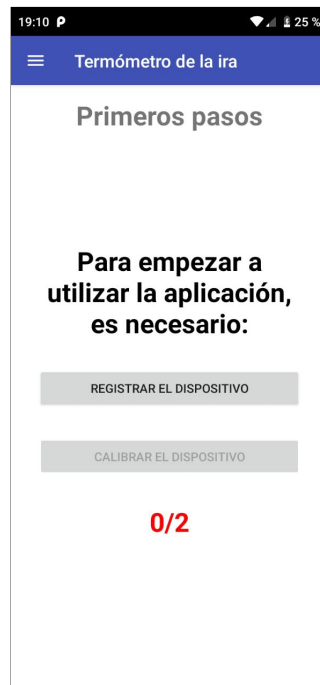 19:10 P 25 %
Termómetro de la ira
Primeros pasos
Para empezar a
utilizar la aplicación,
es necesario:
REGISTRAR EL DISPOSITIVO
CALIBRAR EL DISPOSITIVO
0/2